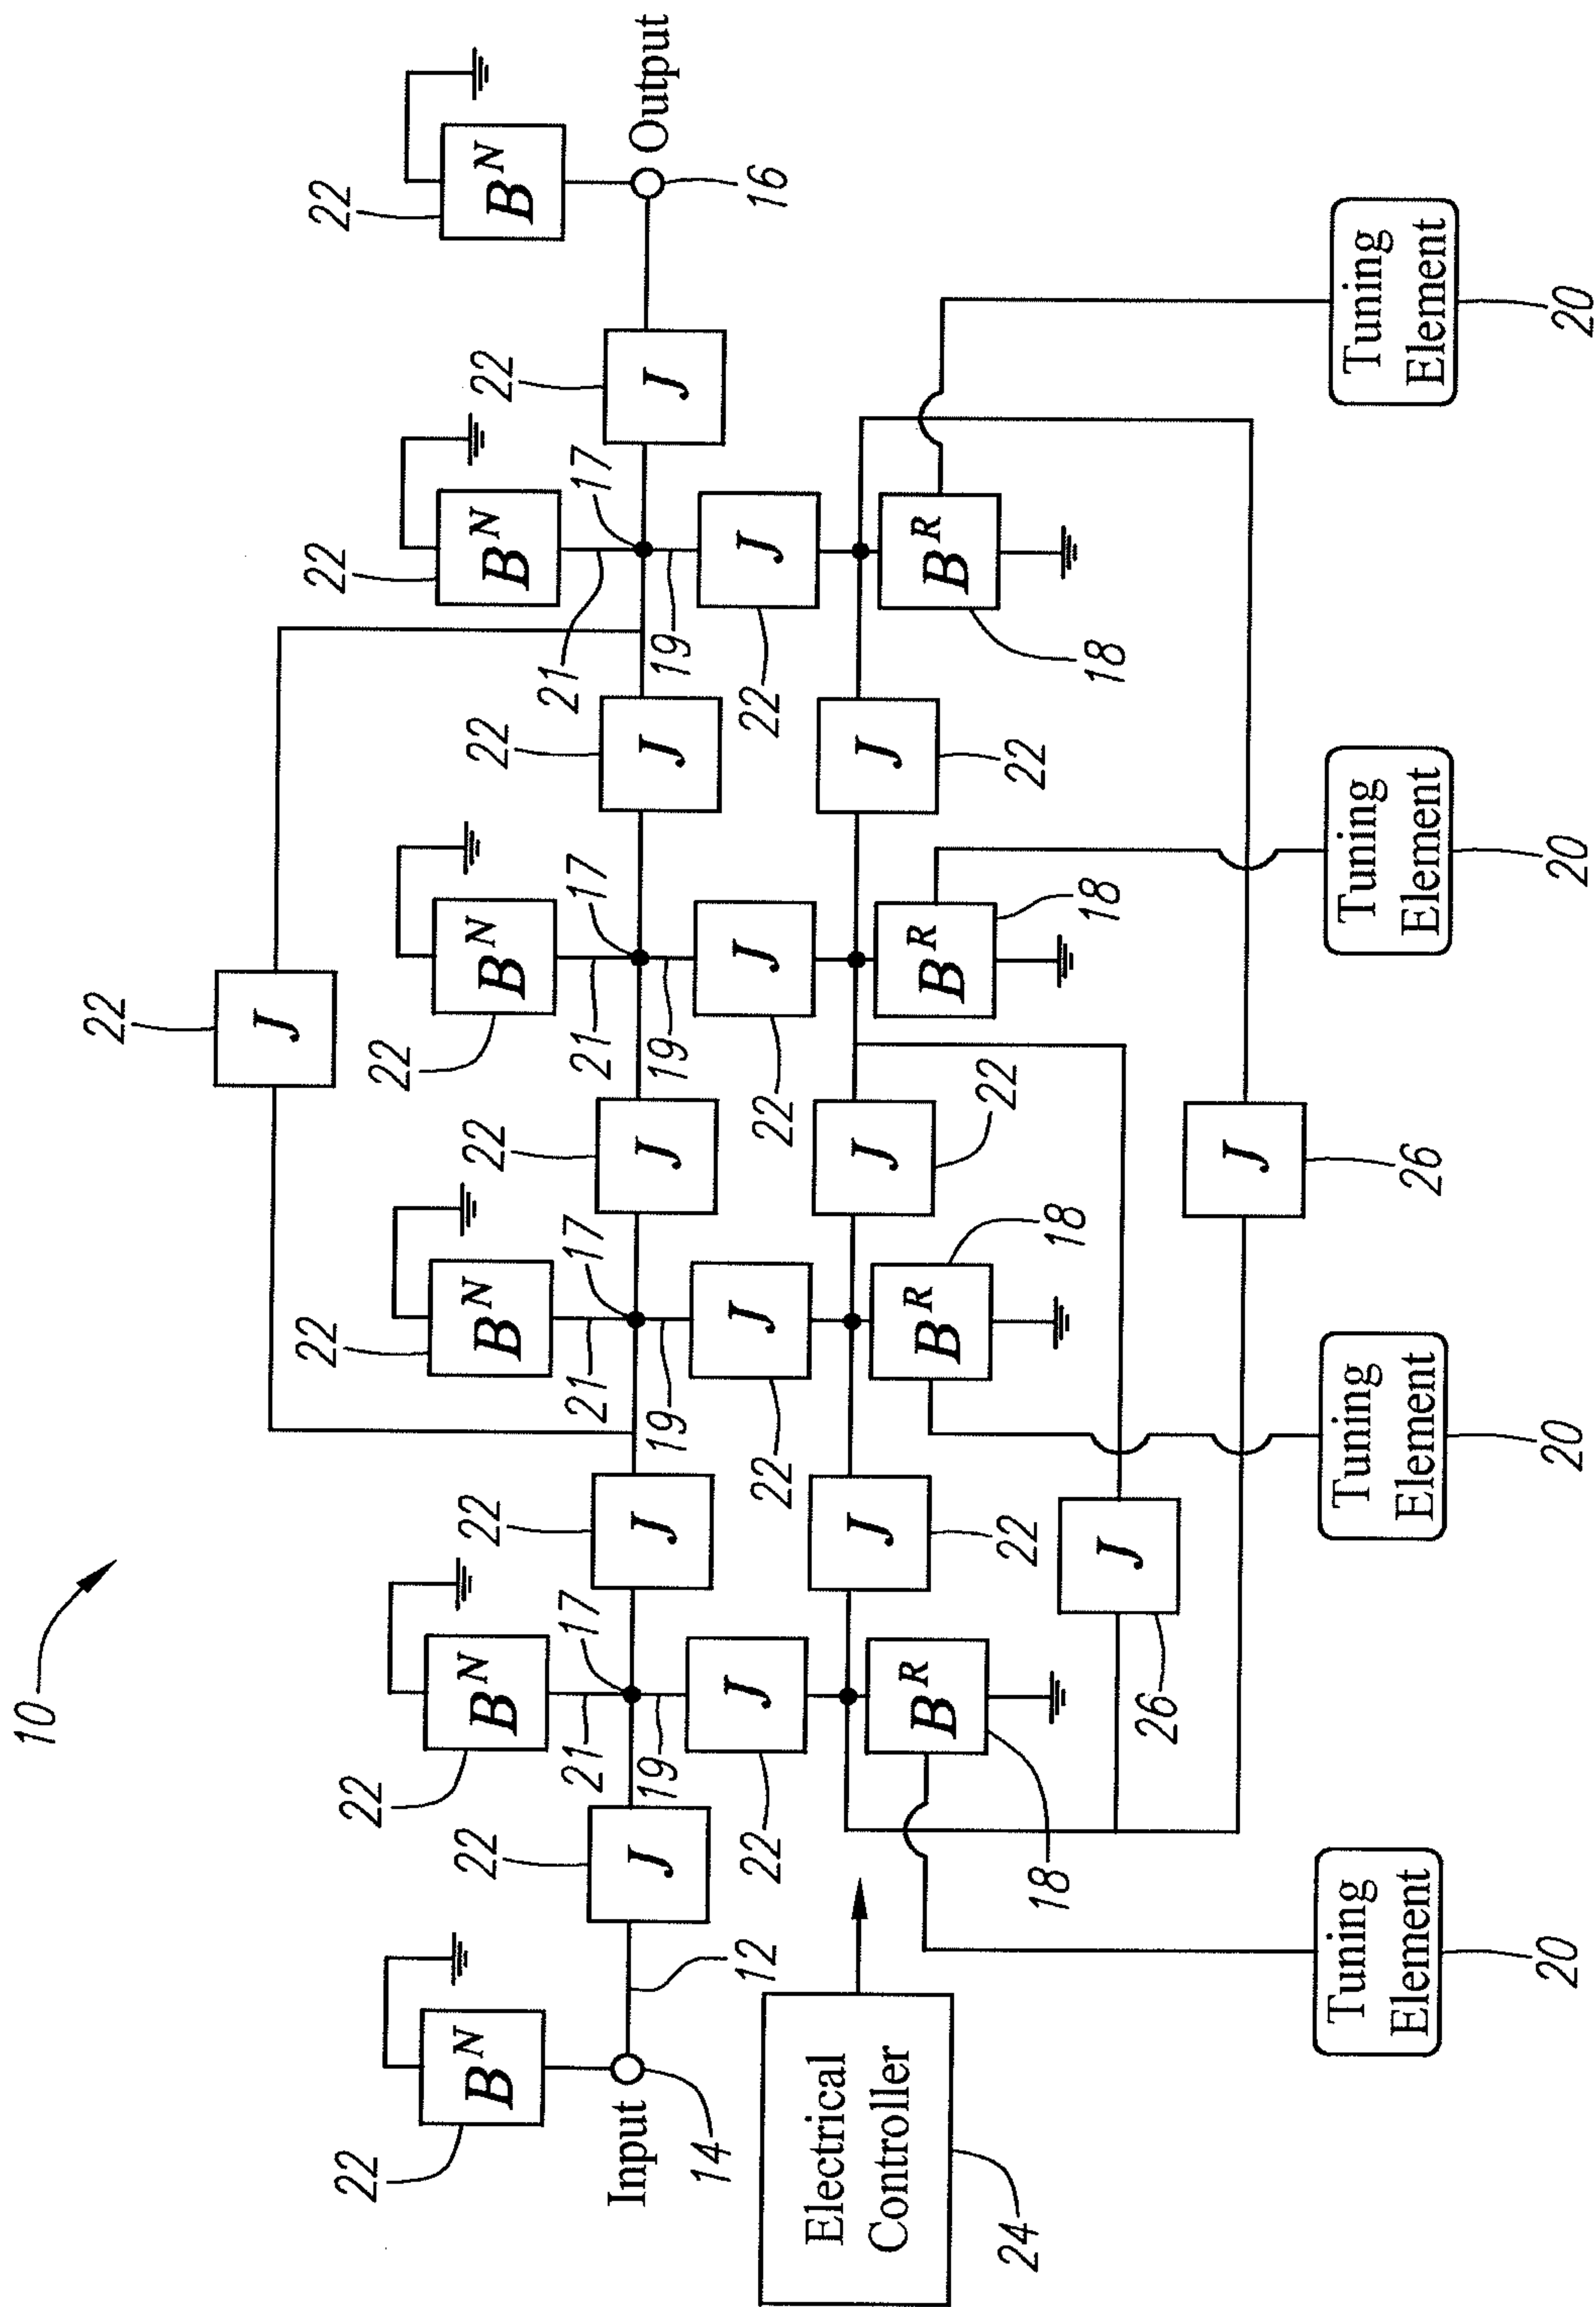 10
22
J
22 22 22 22 22 22
B^N B^N B^N B^N B^N B^N
22 22 22 22 22
21 17 21 17 21 17 21 17
Input J J J J J Output
14 12 19 19 19 19 16
J J J J
22 22 22 22
Electrical
Controller
24
J J J
22 22 22
B^R B^R B^R B^R
18 18 18 18
J
26
J
26
Tuning
Element
20
Tuning
Element
20
Tuning
Element
20
Tuning
Element
20